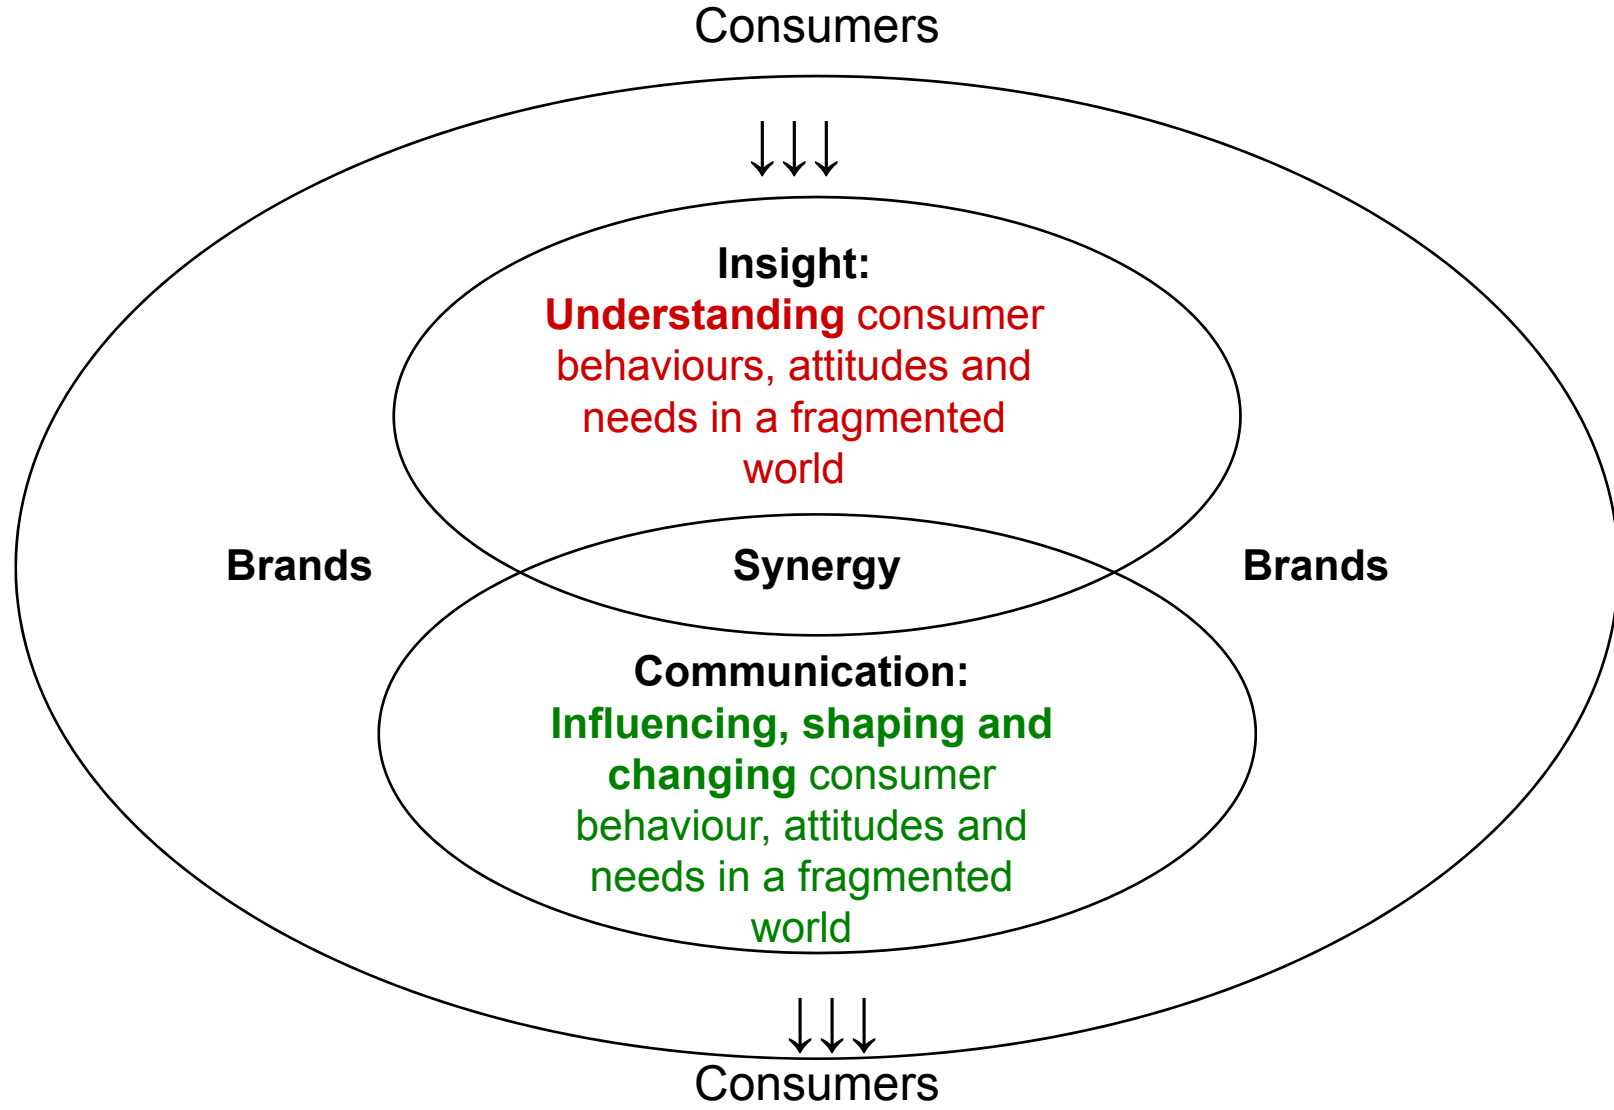 Consumers
↓↓↓
Insight:
Understanding consumer
behaviours, attitudes and
needs in a fragmented
world
Brands Synergy Brands
Communication:
Influencing, shaping and
changing consumer
behaviour, attitudes and
needs in a fragmented
world
↓↓↓
Consumers